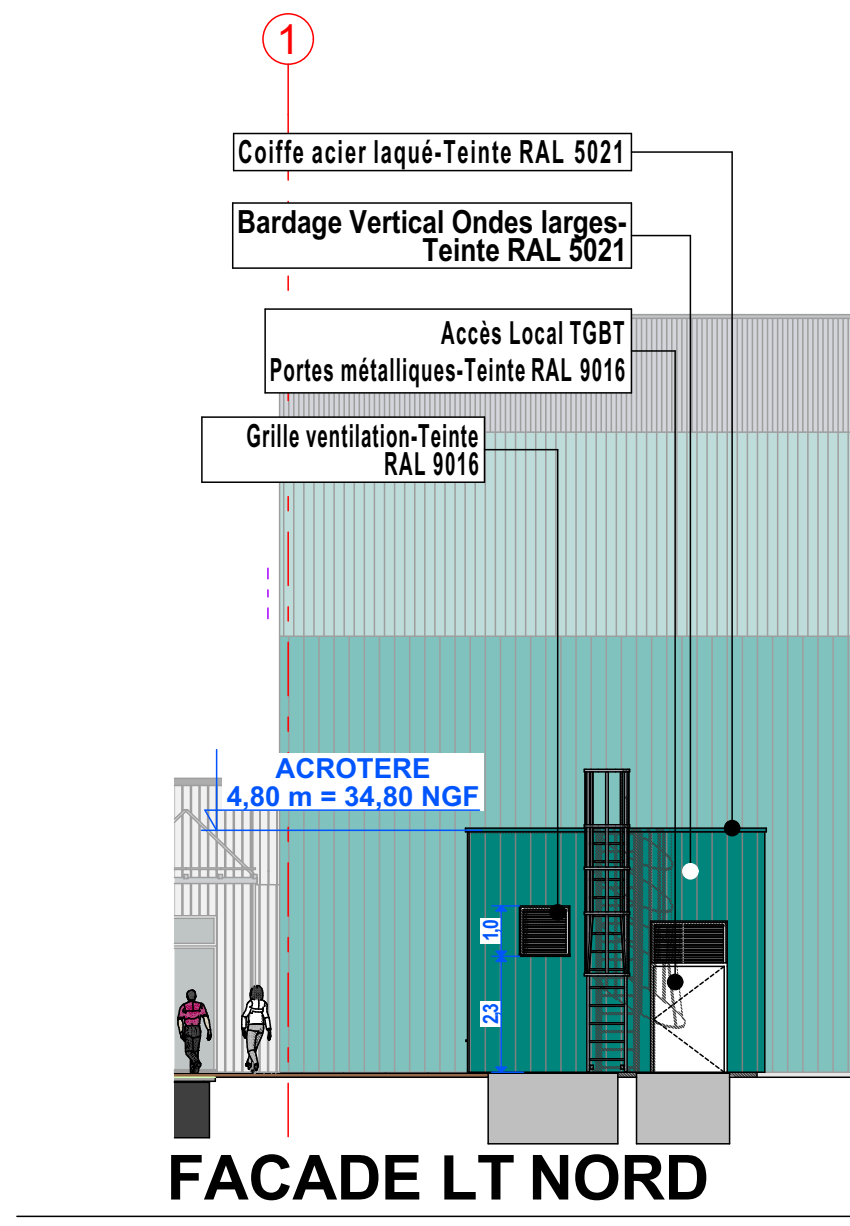 1
Coiffe acier laqué-Teinte RAL 5021
Bardage Vertical Ondes larges-
Teinte RAL 5021
Accès Local TGBT
Portes métalliques-Teinte RAL 9016
Grille ventilation-Teinte
RAL 9016
ACROTERE
4,80 m = 34,80 NGF
1,0
2,3
FACADE LT NORD